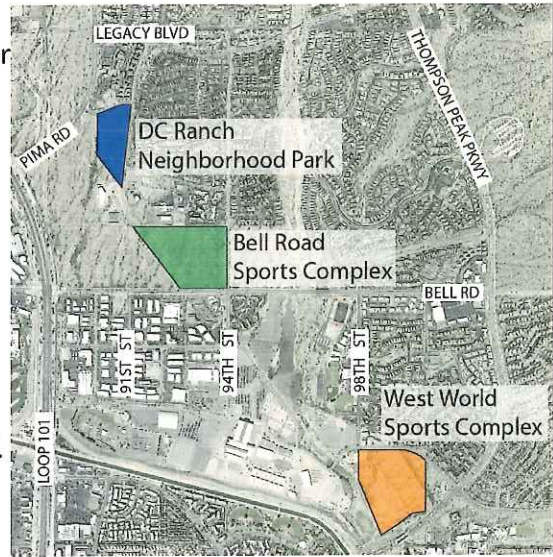 LEGACY BLVD
THOMPSON PEAK PKWY
PIMA RD
DC Ranch
Neighborhood Park
Bell Road
Sports Complex
BELL RD
91ST ST
94TH ST
98TH ST
West World
Sports Complex
LOOP 101